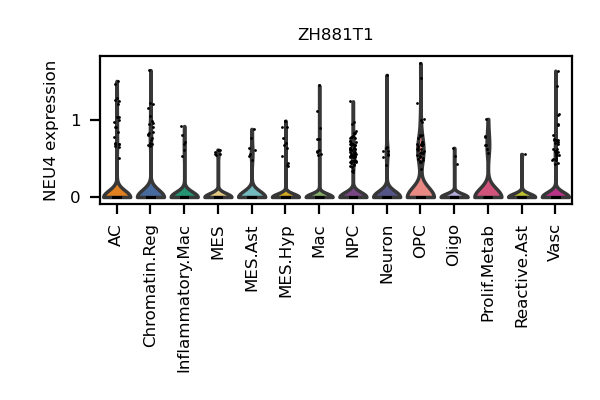 ZH881T1
NEU4 expression
1
0
AC
Chromatin.Reg
Inflammatory.Mac
MES
MES.Ast
MES.Hyp
Mac
NPC
Neuron
OPC
Oligo
Prolif.Metab
Reactive.Ast
Vasc